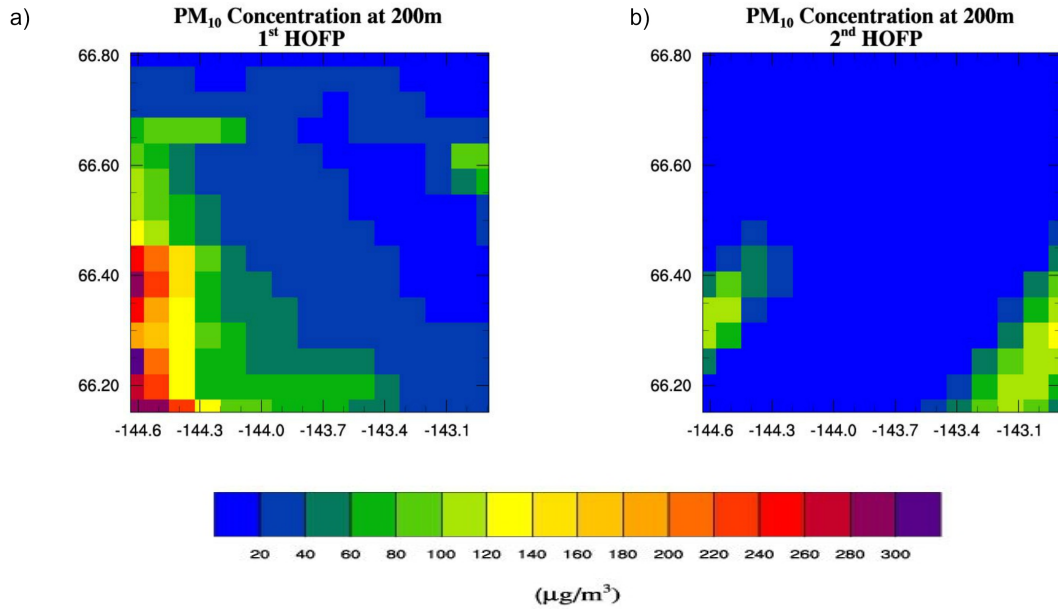 a)
PM₁₀ Concentration at 200m
1ˢᵗ HOFP
66.80
66.60
66.40
66.20
-144.6 -144.3 -144.0 -143.7 -143.4 -143.1
b)
PM₁₀ Concentration at 200m
2ⁿᵈ HOFP
66.80
66.60
66.40
66.20
-144.6 -144.3 -144.0 -143.7 -143.4 -143.1
20 40 60 80 100 120 140 160 180 200 220 240 260 280 300
(μg/m³)